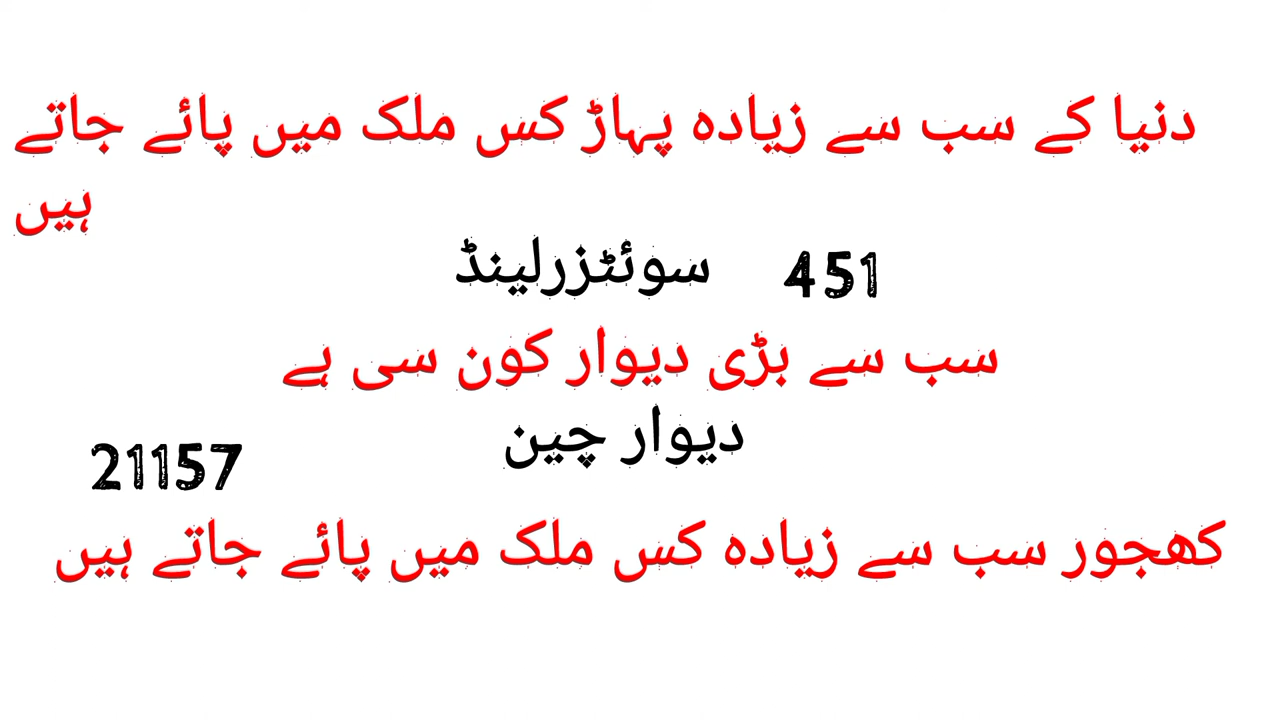 دنیا کے سب سے زیادہ پہاڑ کس ملک میں پائے جاتے
ہیں
سوئٹزرلینڈ 451
سب سے بڑی دیوار کون سی ہے
دیوار چین
21157
کھجور سب سے زیادہ کس ملک میں پائے جاتے ہیں